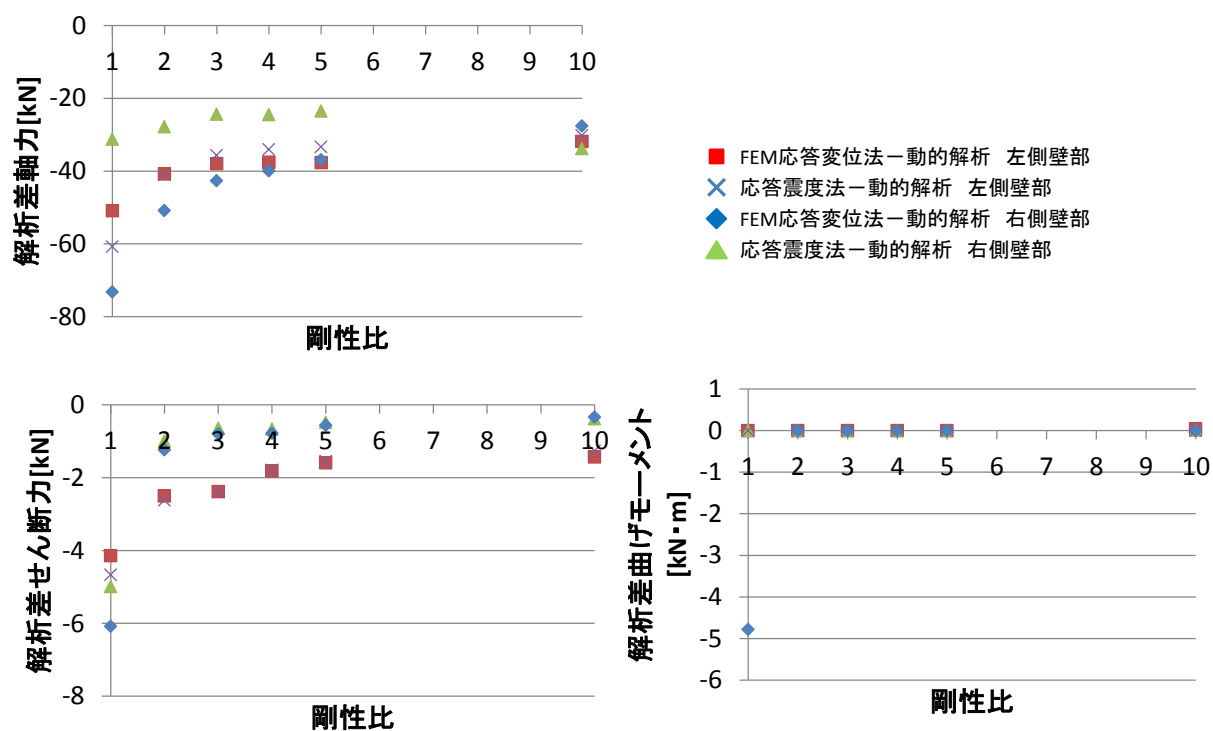 0
1 2 3 4 5 6 7 8 9 10
-20
-40
-60
-80
解析差軸力[kN]
剛性比
FEM応答変位法－動的解析 左側壁部
応答震度法－動的解析 左側壁部
FEM応答変位法－動的解析 右側壁部
応答震度法－動的解析 右側壁部
0
1 2 3 4 5 6 7 8 9 10
-2
-4
-6
-8
解析差せん断力[kN]
剛性比
1
0
1 2 3 4 5 6 7 8 9 10
-1
-2
-3
-4
-5
-6
解析差曲げモーメント
[kN・m]
剛性比